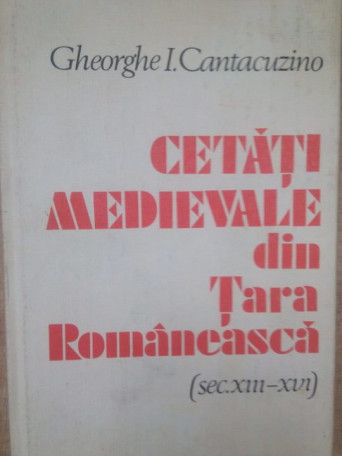 Gheorghe I. Cantacuzino
CETĂȚI
MEDIEVALE
din
Țara
Românească
(sec.XIII–XVI)